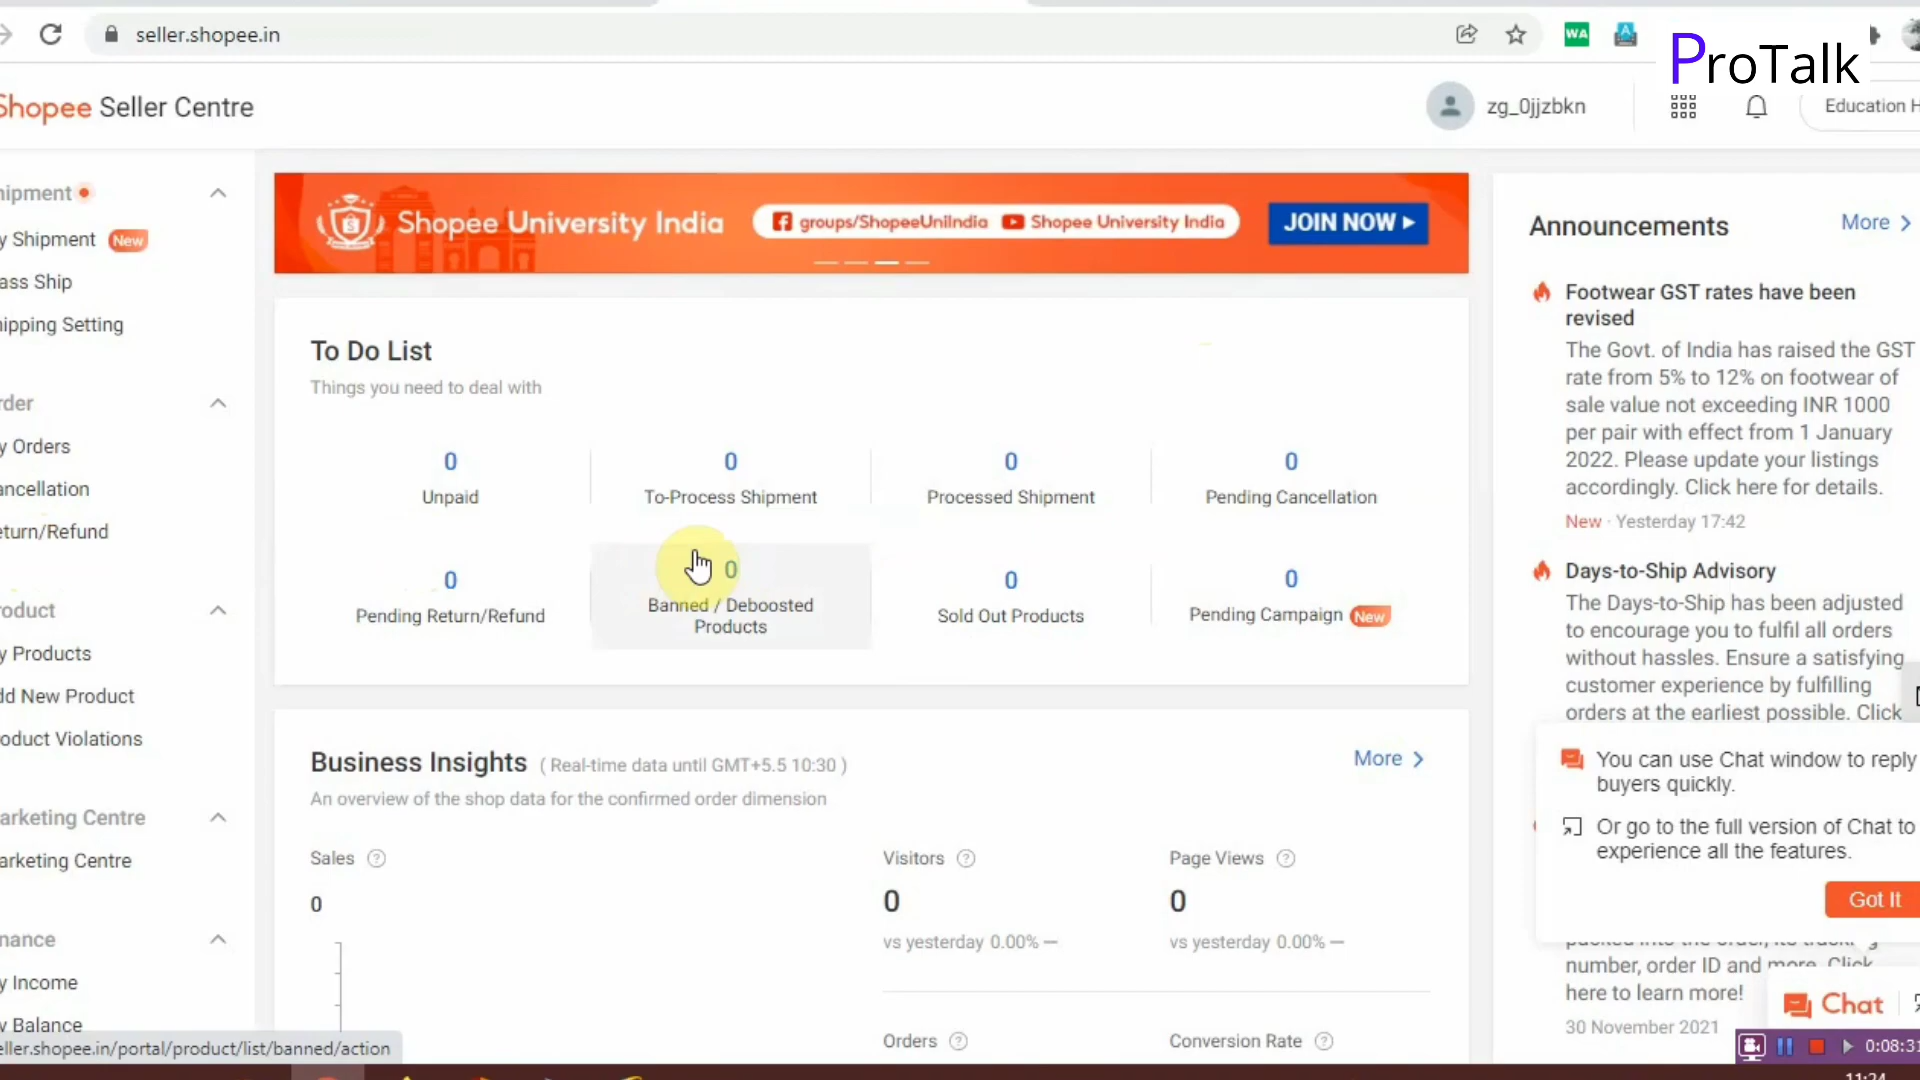 seller.shopee.in
WA
A
ProTalk
Shopee Seller Centre
zg_0jjzbkn
Education H
hipment
y Shipment New
ass Ship
hipping Setting
rder
y Orders
ancellation
eturn/Refund
roduct
y Products
dd New Product
roduct Violations
arketing Centre
arketing Centre
nance
y Income
y Balance
Shopee University India
groups/ShopeeUniIndia
Shopee University India
JOIN NOW
To Do List
Things you need to deal with
0
Unpaid
0
To-Process Shipment
0
Processed Shipment
0
Pending Cancellation
0
Pending Return/Refund
0
Banned / Deboosted
Products
0
Sold Out Products
0
Pending Campaign New
Business Insights ( Real-time data until GMT+5.5 10:30 )
More >
An overview of the shop data for the confirmed order dimension
Sales ?
0
Visitors ?
0
vs yesterday 0.00% —
Page Views ?
0
vs yesterday 0.00% —
Orders ?
Conversion Rate ?
Announcements
More >
Footwear GST rates have been
revised
The Govt. of India has raised the GST
rate from 5% to 12% on footwear of
sale value not exceeding INR 1000
per pair with effect from 1 January
2022. Please update your listings
accordingly. Click here for details.
New · Yesterday 17:42
Days-to-Ship Advisory
The Days-to-Ship has been adjusted
to encourage you to fulfil all orders
without hassles. Ensure a satisfying
customer experience by fulfilling
orders at the earliest possible. Click
You can use Chat window to reply
buyers quickly.
Or go to the full version of Chat to
experience all the features.
Got It
number, order ID and more. Click
here to learn more!
30 November 2021
Chat
eller.shopee.in/portal/product/list/banned/action
0:08:31
11:24